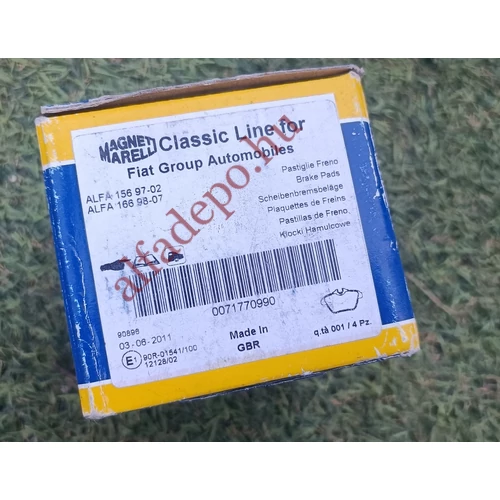 MAGNETI MARELLI Classic Line for
Fiat Group Automobiles
ALFA 156 97-02
ALFA 166 98-07
Pastiglie Freno
Brake Pads
Scheibenbremsbeläge
Plaquettes de Freins
Pastillas de Freno
Klocki Hamulcowe
alfadepo.hu
0071770990
90898
03-06-2011
E1 90R-01541/100
12128/02
Made In
GBR
q.tà 001 / 4 Pz.